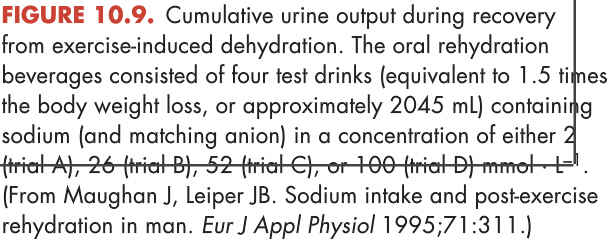 FIGURE 10.9. Cumulative urine output during recovery
from exercise-induced dehydration. The oral rehydration
beverages consisted of four test drinks (equivalent to 1.5 times
the body weight loss, or approximately 2045 mL) containing
sodium (and matching anion) in a concentration of either 2
(trial A), 26 (trial B), 52 (trial C), or 100 (trial D) mmol · L⁻¹.
(From Maughan J, Leiper JB. Sodium intake and post-exercise
rehydration in man. Eur J Appl Physiol 1995;71:311.)